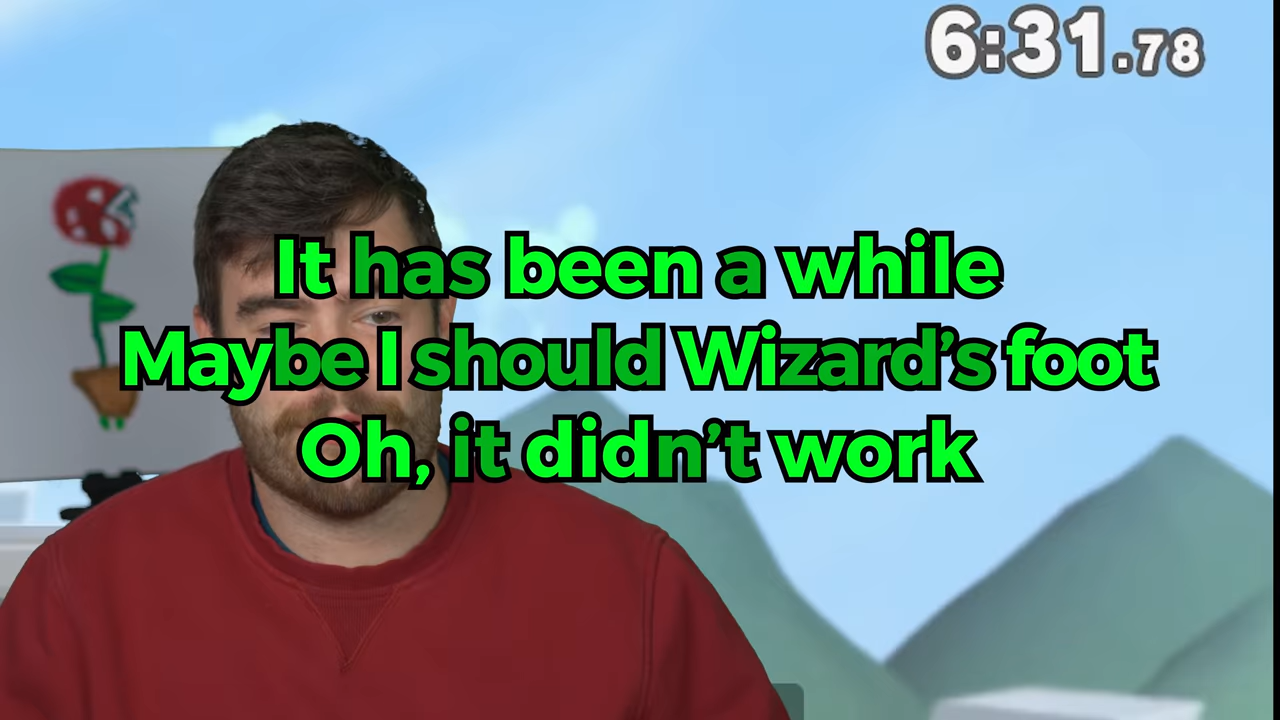 6:31.78
It has been a while
Maybe I should Wizard’s foot
Oh, it didn’t work